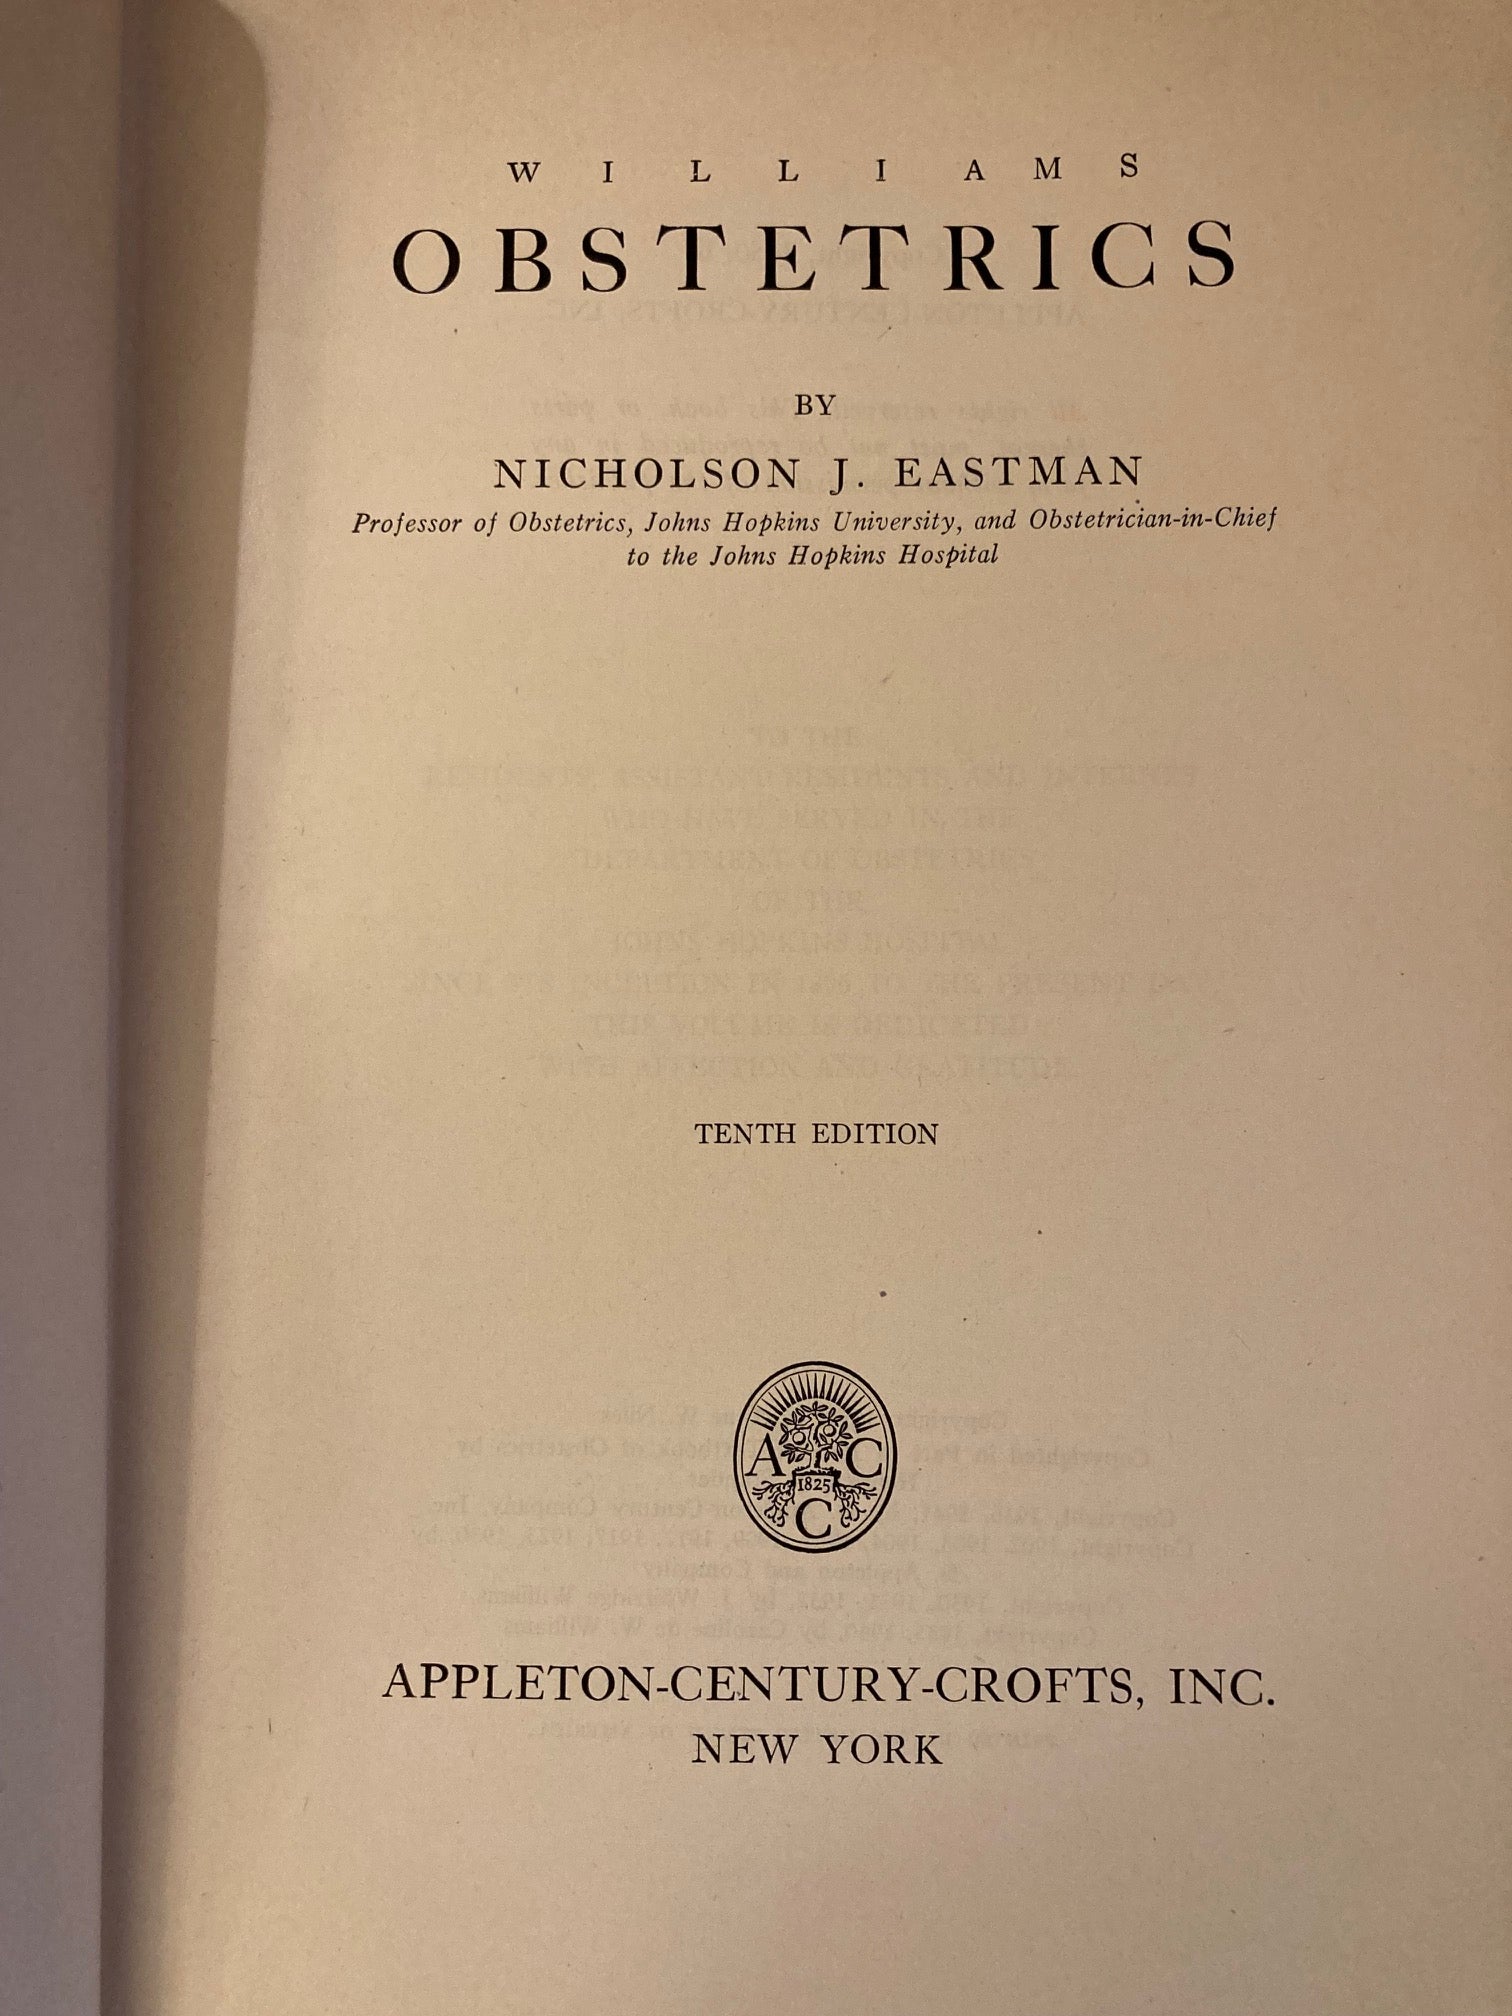 WILLIAMS
OBSTETRICS
BY
NICHOLSON J. EASTMAN
Professor of Obstetrics, Johns Hopkins University, and Obstetrician-in-Chief
to the Johns Hopkins Hospital
TENTH EDITION
A C
1825
C
APPLETON-CENTURY-CROFTS, INC.
NEW YORK